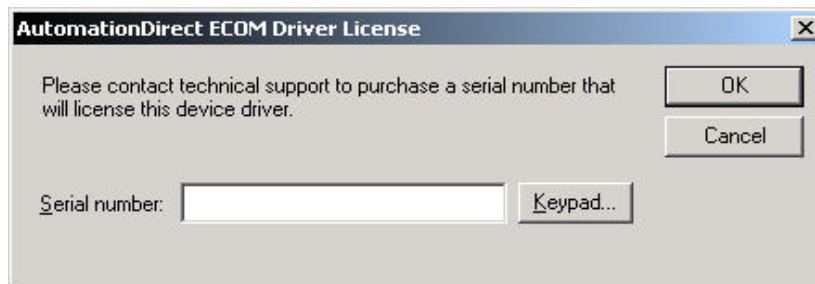 AutomationDirect ECOM Driver License
Please contact technical support to purchase a serial number that
will license this device driver.
OK
Cancel
Serial number:
Keypad...